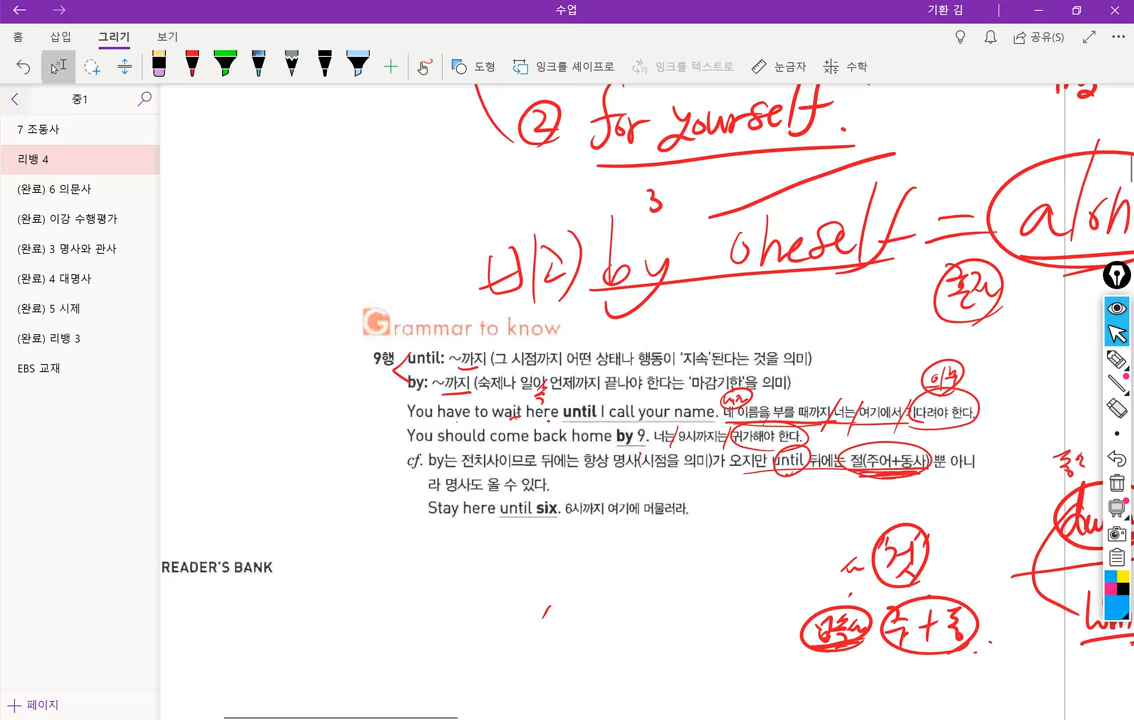 수업
기환 김
홈 삽입 그리기 보기
공유(S)
도형 잉크를 셰이프로 잉크를 텍스트로 눈금자 수학
중1
7 조동사
리뱅 4
(완료) 6 의문사
(완료) 이강 수행평가
(완료) 3 명사와 관사
(완료) 4 대명사
(완료) 5 시제
(완료) 리뱅 3
EBS 교재
페이지
② for yourself.
3
비교) by oneself =
혼자
Grammar to know
9행 until: ~까지 (그 시점까지 어떤 상태나 행동이 '지속'된다는 것을 의미)
by: ~까지 (숙제나 일이 언제까지 끝나야 한다는 '마감기한'을 의미)
You have to wait here until I call your name. 내 이름을 부를 때까지 너는 여기에서 기다려야 한다.
You should come back home by 9. 너는 9시까지는 귀가해야 한다.
cf. by는 전치사이므로 뒤에는 항상 명사(시점을 의미)가 오지만 until 뒤에는 절(주어+동사) 뿐 아니
라 명사도 올 수 있다.
Stay here until six. 6시까지 여기에 머물러라.
READER'S BANK
것
접속사 주+동